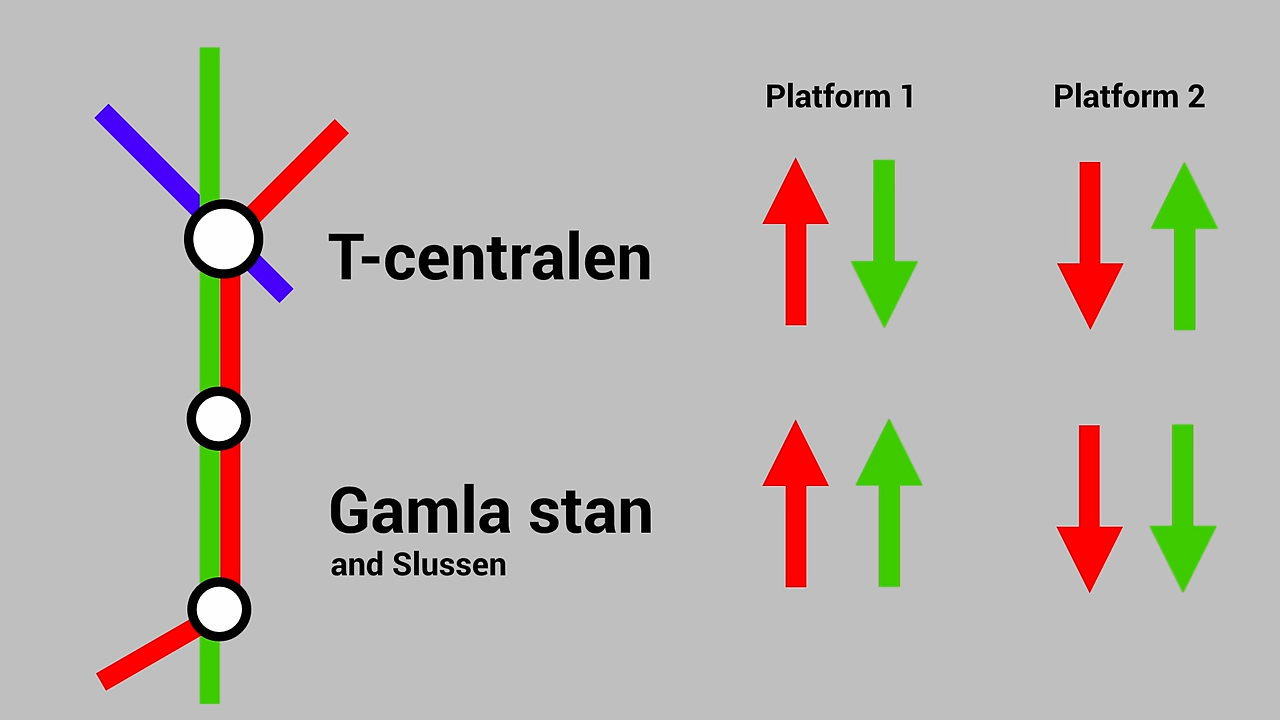 Platform 1
Platform 2
T-centralen
Gamla stan
and Slussen